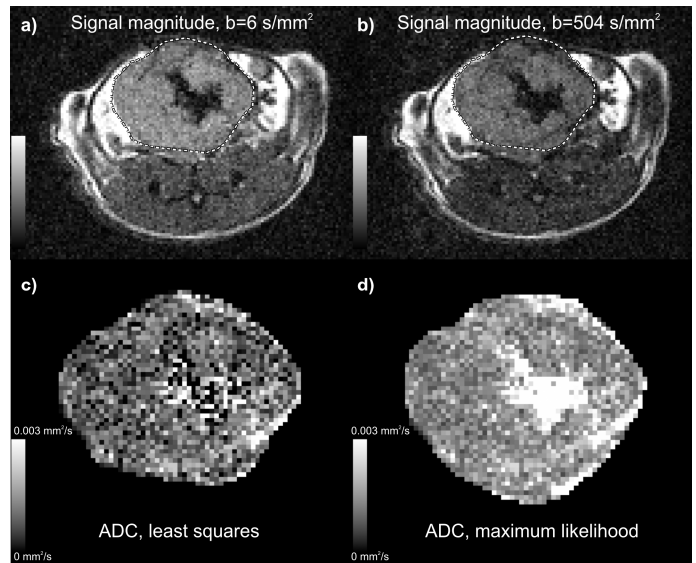 a) Signal magnitude, b=6 s/mm²
b) Signal magnitude, b=504 s/mm²
c)
d)
0.003 mm²/s
0.003 mm²/s
ADC, least squares
ADC, maximum likelihood
0 mm²/s
0 mm²/s